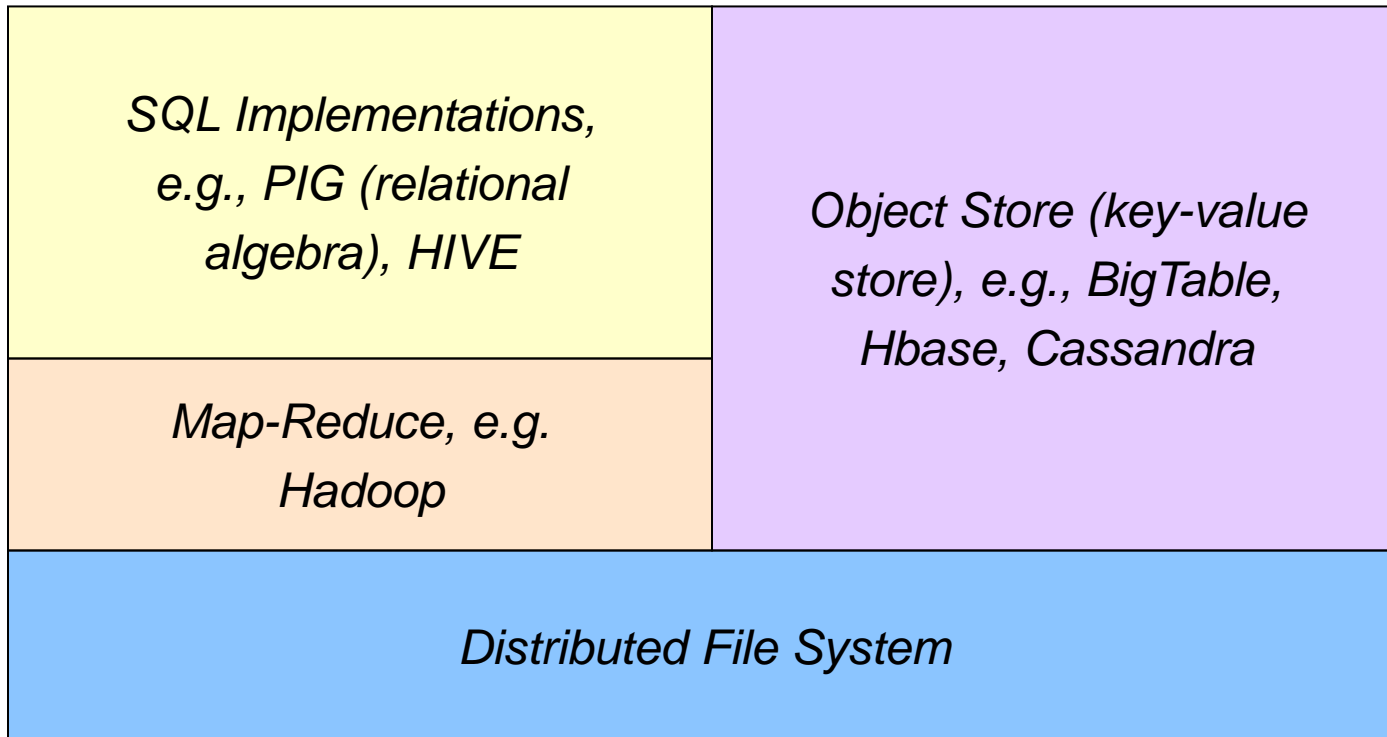 SQL Implementations,
e.g., PIG (relational
algebra), HIVE
Object Store (key-value
store), e.g., BigTable,
Hbase, Cassandra
Map-Reduce, e.g.
Hadoop
Distributed File System